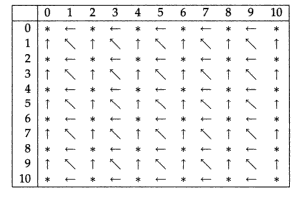 0 1 2 3 4 5 6 7 8 9 10
0 * ← * ← * ← * ← * ← *
1 ↑ ↖ ↑ ↖ ↑ ↖ ↑ ↖ ↑ ↖ ↑
2 * ← * ← * ← * ← * ← *
3 ↑ ↖ ↑ ↖ ↑ ↖ ↑ ↖ ↑ ↖ ↑
4 * ← * ← * ← * ← * ← *
5 ↑ ↖ ↑ ↖ ↑ ↖ ↑ ↖ ↑ ↖ ↑
6 * ← * ← * ← * ← * ← *
7 ↑ ↖ ↑ ↖ ↑ ↖ ↑ ↖ ↑ ↖ ↑
8 * ← * ← * ← * ← * ← *
9 ↑ ↖ ↑ ↖ ↑ ↖ ↑ ↖ ↑ ↖ ↑
10 * ← * ← * ← * ← * ← *